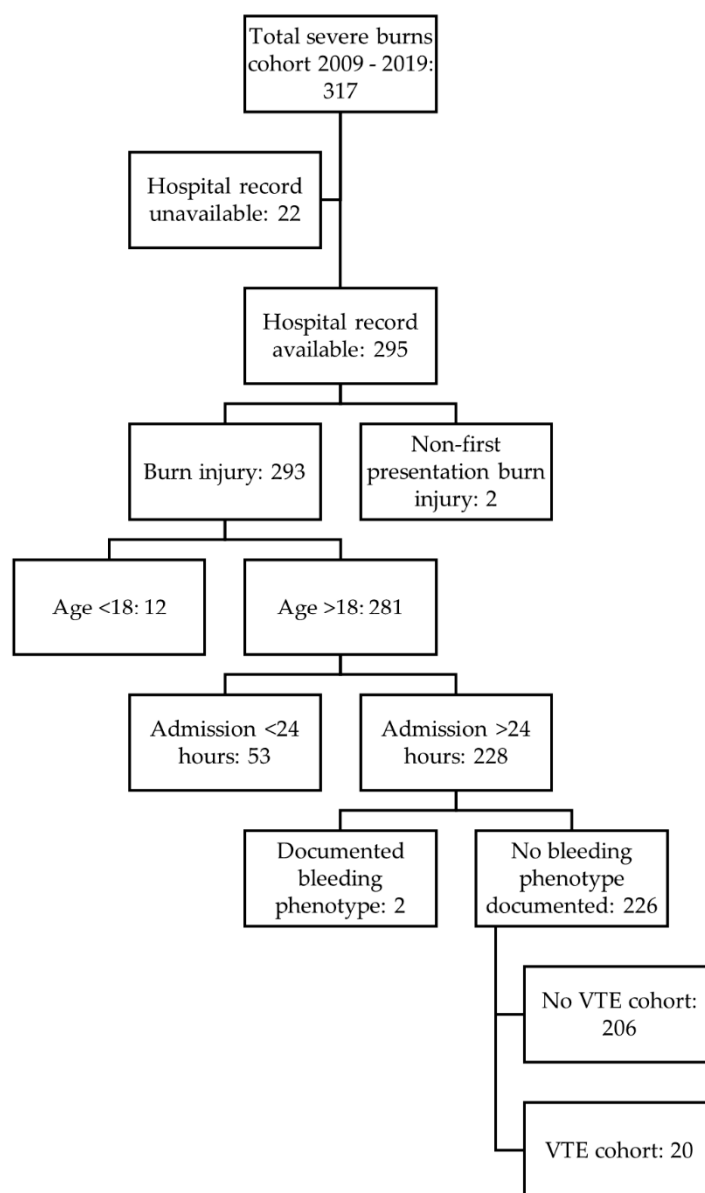 Total severe burns
cohort 2009 - 2019:
317
Hospital record
unavailable: 22
Hospital record
available: 295
Burn injury: 293
Non-first
presentation burn
injury: 2
Age <18: 12
Age >18: 281
Admission <24
hours: 53
Admission >24
hours: 228
Documented
bleeding
phenotype: 2
No bleeding
phenotype
documented: 226
No VTE cohort:
206
VTE cohort: 20